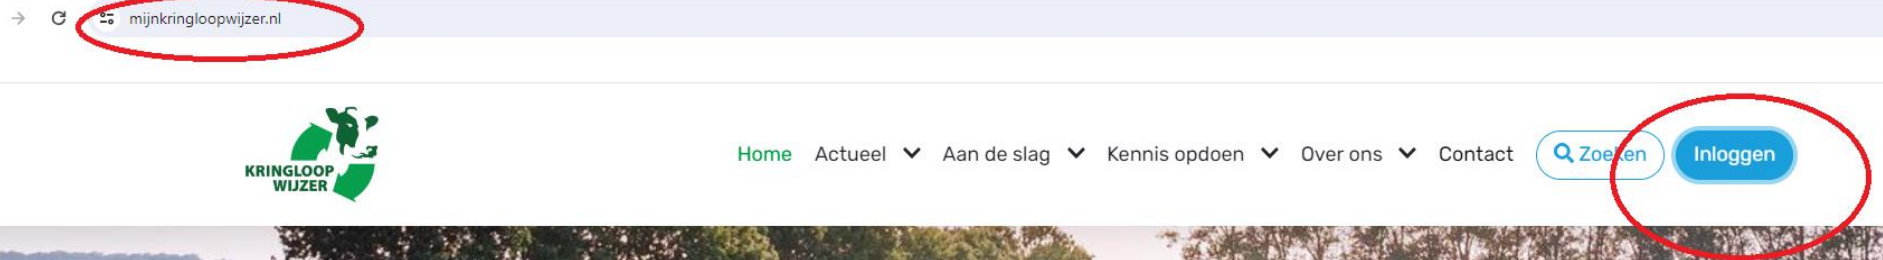 mijnkringloopwijzer.nl
KRINGLOOP
WIJZER
Home Actueel Aan de slag Kennis opdoen Over ons Contact Zoeken Inloggen